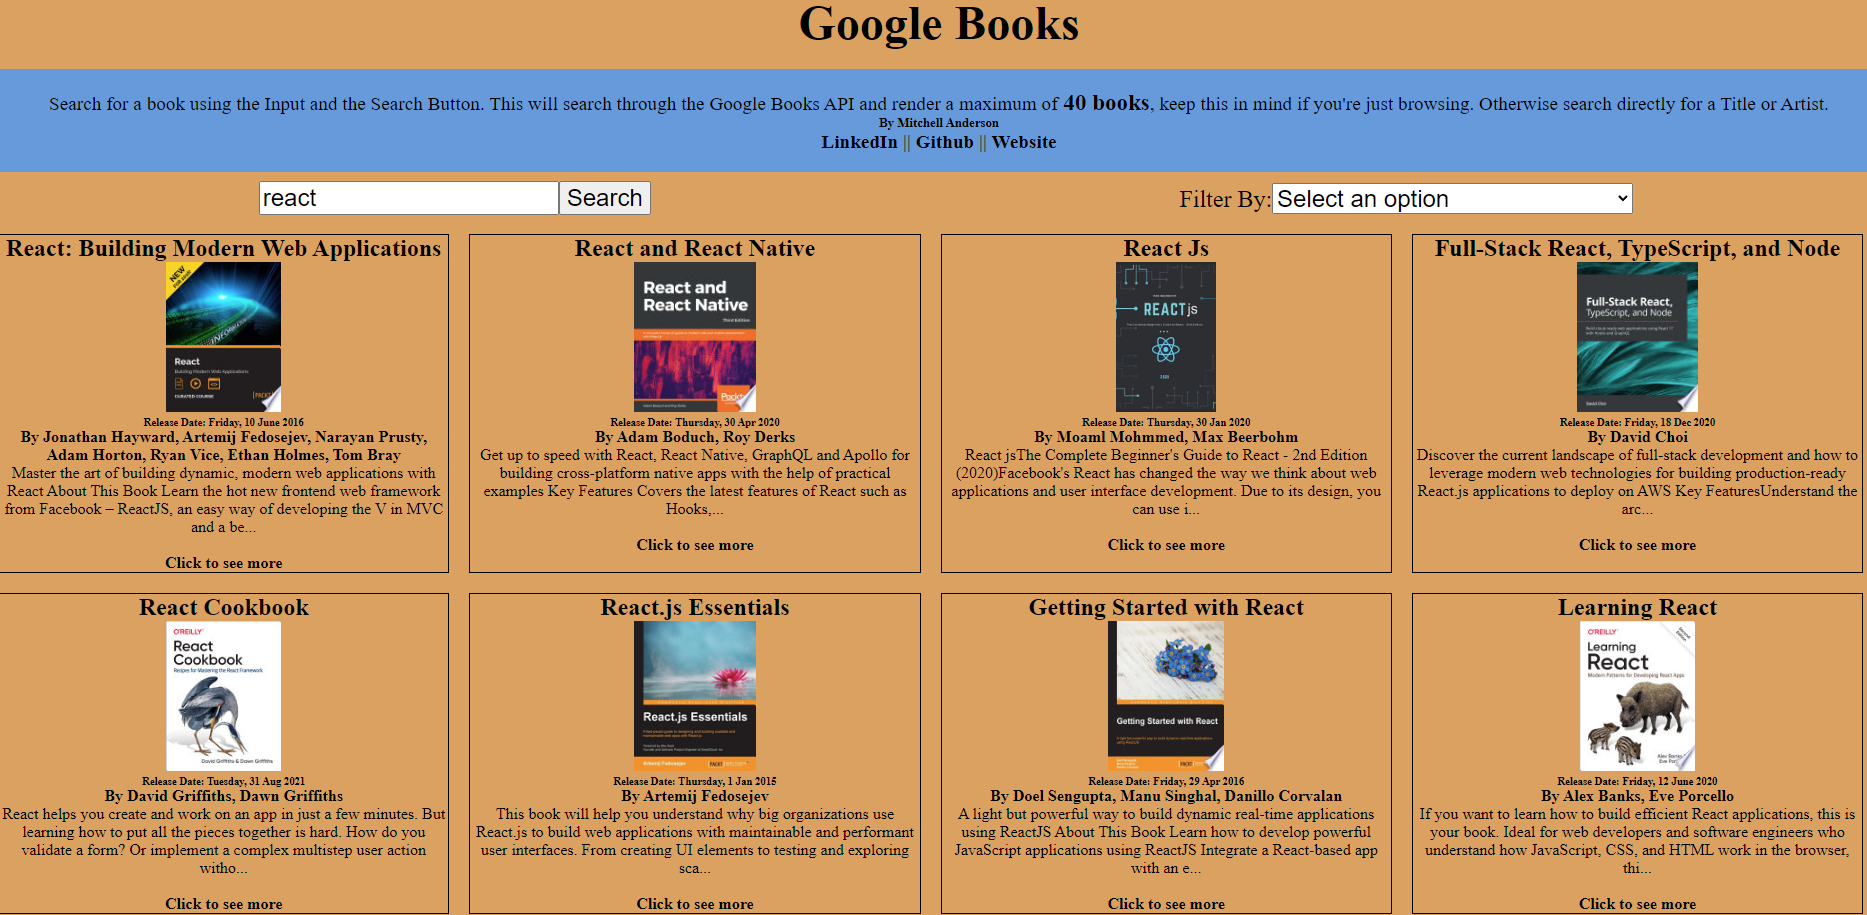 Google Books
Search for a book using the Input and the Search Button. This will search through the Google Books API and render a maximum of 40 books, keep this in mind if you're just browsing. Otherwise search directly for a Title or Artist.
By Mitchell Anderson
LinkedIn || Github || Website
react Search Filter By: Select an option
React: Building Modern Web Applications
NEW
INFORMATION
React
Building Modern Web Applications
CURATED COURSE
[PACKT]
Release Date: Friday, 10 June 2016
By Jonathan Hayward, Artemij Fedosejev, Narayan Prusty,
Adam Horton, Ryan Vice, Ethan Holmes, Tom Bray
Master the art of building dynamic, modern web applications with
React About This Book Learn the hot new frontend web framework
from Facebook – ReactJS, an easy way of developing the V in MVC
and a be...
Click to see more
React and React Native
React and
React Native
Third Edition
Packt
Release Date: Thursday, 30 Apr 2020
By Adam Boduch, Roy Derks
Get up to speed with React, React Native, GraphQL and Apollo for
building cross-platform native apps with the help of practical
examples Key Features Covers the latest features of React such as
Hooks,...
Click to see more
React Js
REACT js
2020
Release Date: Thursday, 30 Jan 2020
By Moaml Mohmmed, Max Beerbohm
React jsThe Complete Beginner's Guide to React - 2nd Edition
(2020)Facebook's React has changed the way we think about web
applications and user interface development. Due to its design, you
can use i...
Click to see more
Full-Stack React, TypeScript, and Node
Full-Stack React,
TypeScript, and Node
David Choi
Release Date: Friday, 18 Dec 2020
By David Choi
Discover the current landscape of full-stack development and how to
leverage modern web technologies for building production-ready
React.js applications to deploy on AWS Key FeaturesUnderstand the
arc...
Click to see more
React Cookbook
O'REILLY
React
Cookbook
Recipes for Mastering the React Framework
David Griffiths & Dawn Griffiths
Release Date: Tuesday, 31 Aug 2021
By David Griffiths, Dawn Griffiths
React helps you create and work on an app in just a few minutes. But
learning how to put all the pieces together is hard. How do you
validate a form? Or implement a complex multistep user action
witho...
Click to see more
React.js Essentials
React.js Essentials
Artemij Fedosejev
[PACKT]
Release Date: Thursday, 1 Jan 2015
By Artemij Fedosejev
This book will help you understand why big organizations use
React.js to build web applications with maintainable and performant
user interfaces. From creating UI elements to testing and exploring
sca...
Click to see more
Getting Started with React
Getting Started with React
[PACKT]
Release Date: Friday, 29 Apr 2016
By Doel Sengupta, Manu Singhal, Danillo Corvalan
A light but powerful way to build dynamic real-time applications
using ReactJS About This Book Learn how to develop powerful
JavaScript applications using ReactJS Integrate a React-based app
with an e...
Click to see more
Learning React
O'REILLY
Second Edition
Learning
React
Modern Patterns for Developing React Apps
Alex Banks
Eve Por
Release Date: Friday, 12 June 2020
By Alex Banks, Eve Porcello
If you want to learn how to build efficient React applications, this is
your book. Ideal for web developers and software engineers who
understand how JavaScript, CSS, and HTML work in the browser,
thi...
Click to see more